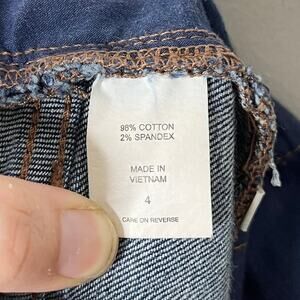 98% COTTON
2% SPANDEX
MADE IN
VIETNAM
4
CARE ON REVERSE